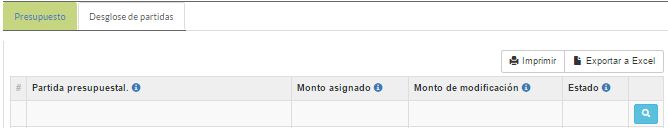 Presupuesto Desglose de partidas
Imprimir Exportar a Excel
# Partida presupuestal. Monto asignado Monto de modificación Estado